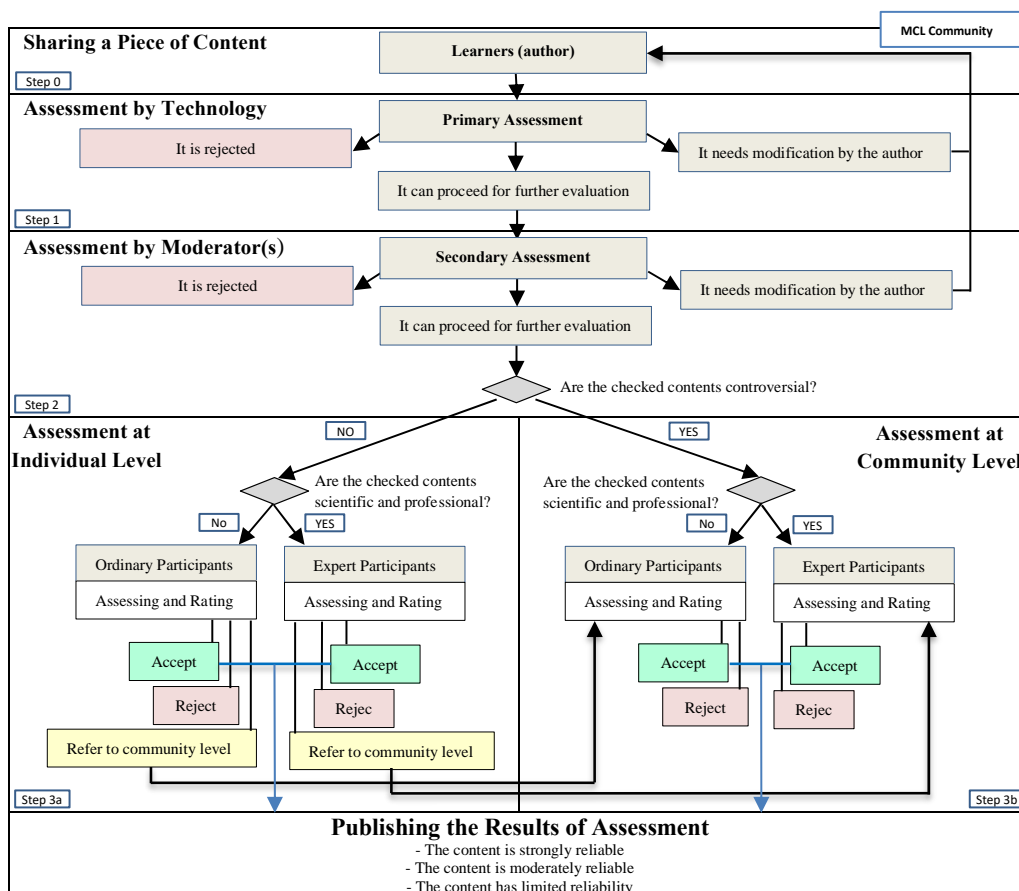 MCL Community
Sharing a Piece of Content
Learners (author)
Step 0
Assessment by Technology
Primary Assessment
It is rejected
It needs modification by the author
It can proceed for further evaluation
Step 1
Assessment by Moderator(s)
Secondary Assessment
It is rejected
It needs modification by the author
It can proceed for further evaluation
Are the checked contents controversial?
Step 2
Assessment at
Individual Level
NO
YES
Assessment at
Community Level
Are the checked contents
scientific and professional?
No
YES
Ordinary Participants
Assessing and Rating
Expert Participants
Assessing and Rating
Accept
Accept
Reject
Rejec
Refer to community level
Refer to community level
Step 3a
Are the checked contents
scientific and professional?
No
YES
Ordinary Participants
Assessing and Rating
Expert Participants
Assessing and Rating
Accept
Accept
Reject
Rejec
Step 3b
Publishing the Results of Assessment
- The content is strongly reliable
- The content is moderately reliable
- The content has limited reliability